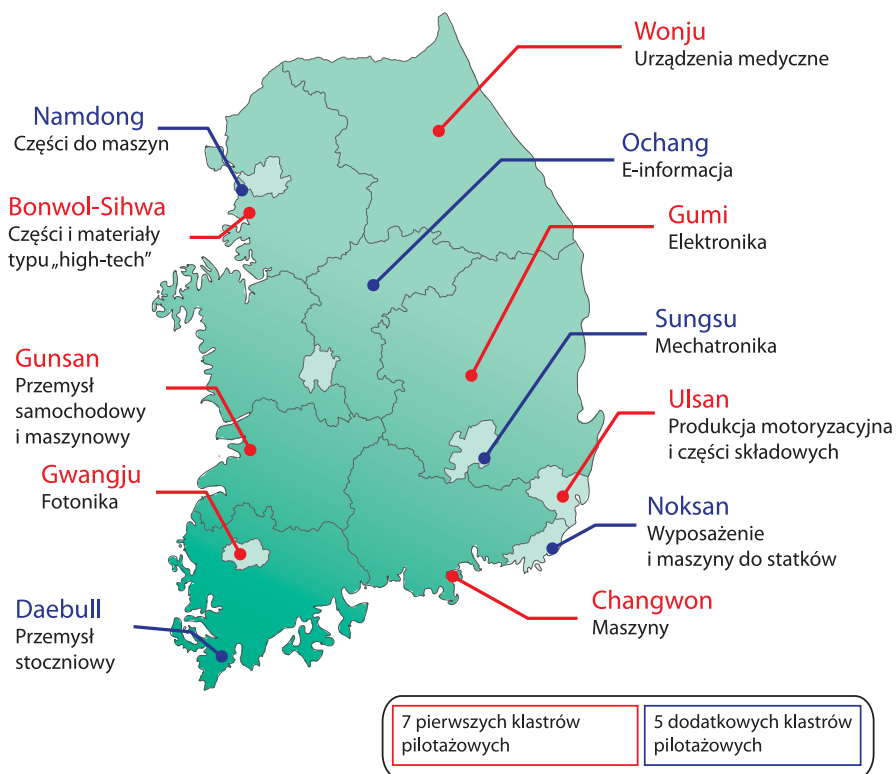 Wonju
Urządzenia medyczne
Namdong
Części do maszyn
Ochang
E-informacja
Bonwol-Sihwa
Części i materiały
typu „high-tech”
Gumi
Elektronika
Sungsu
Mechatronika
Gunsan
Przemysł
samochodowy
i maszynowy
Ulsan
Produkcja motoryzacyjna
i części składowych
Gwangju
Fotonika
Noksan
Wyposażenie
i maszyny do statków
Changwon
Maszyny
Daebull
Przemysł
stoczniowy
7 pierwszych klastrów
pilotażowych
5 dodatkowych klastrów
pilotażowych